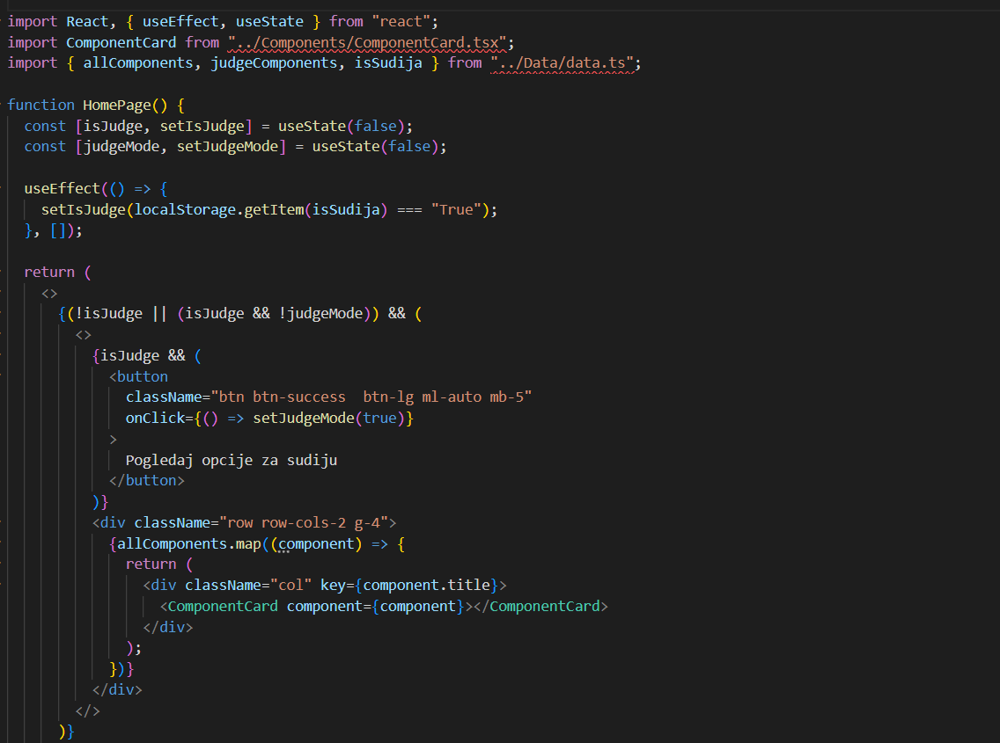 import React, { useEffect, useState } from "react";
import ComponentCard from "../Components/ComponentCard.tsx";
import { allComponents, judgeComponents, isSudija } from "../Data/data.ts";

function HomePage() {
  const [isJudge, setIsJudge] = useState(false);
  const [judgeMode, setJudgeMode] = useState(false);

  useEffect(() => {
    setIsJudge(localStorage.getItem(isSudija) === "True");
  }, []);

  return (
    <>
      {(!isJudge || (isJudge && !judgeMode)) && (
        <>
          {isJudge && (
            <button
              className="btn btn-success  btn-lg ml-auto mb-5"
              onClick={() => setJudgeMode(true)}
            >
              Pogledaj opcije za sudiju
            </button>
          )}
          <div className="row row-cols-2 g-4">
            {allComponents.map((component) => {
              return (
                <div className="col" key={component.title}>
                  <ComponentCard component={component}></ComponentCard>
                </div>
              );
            })}
          </div>
        </>
      )}